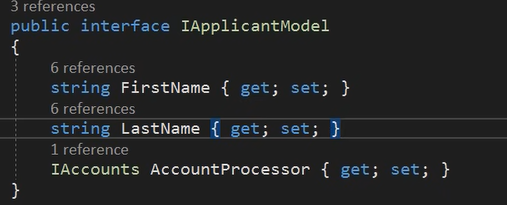 3 references
public interface IApplicantModel
{
6 references
string FirstName { get; set; }
6 references
string LastName { get; set; }
1 reference
IAccounts AccountProcessor { get; set; }
}